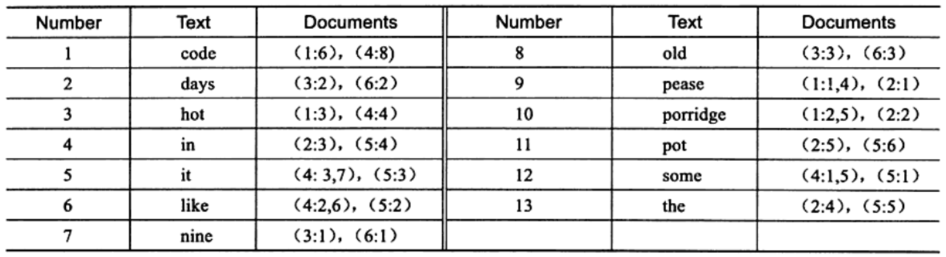 Number Text Documents Number Text Documents
1 code (1:6), (4:8) 8 old (3:3), (6:3)
2 days (3:2), (6:2) 9 pease (1:1,4), (2:1)
3 hot (1:3), (4:4) 10 porridge (1:2,5), (2:2)
4 in (2:3), (5:4) 11 pot (2:5), (5:6)
5 it (4: 3,7), (5:3) 12 some (4:1,5), (5:1)
6 like (4:2,6), (5:2) 13 the (2:4), (5:5)
7 nine (3:1), (6:1)